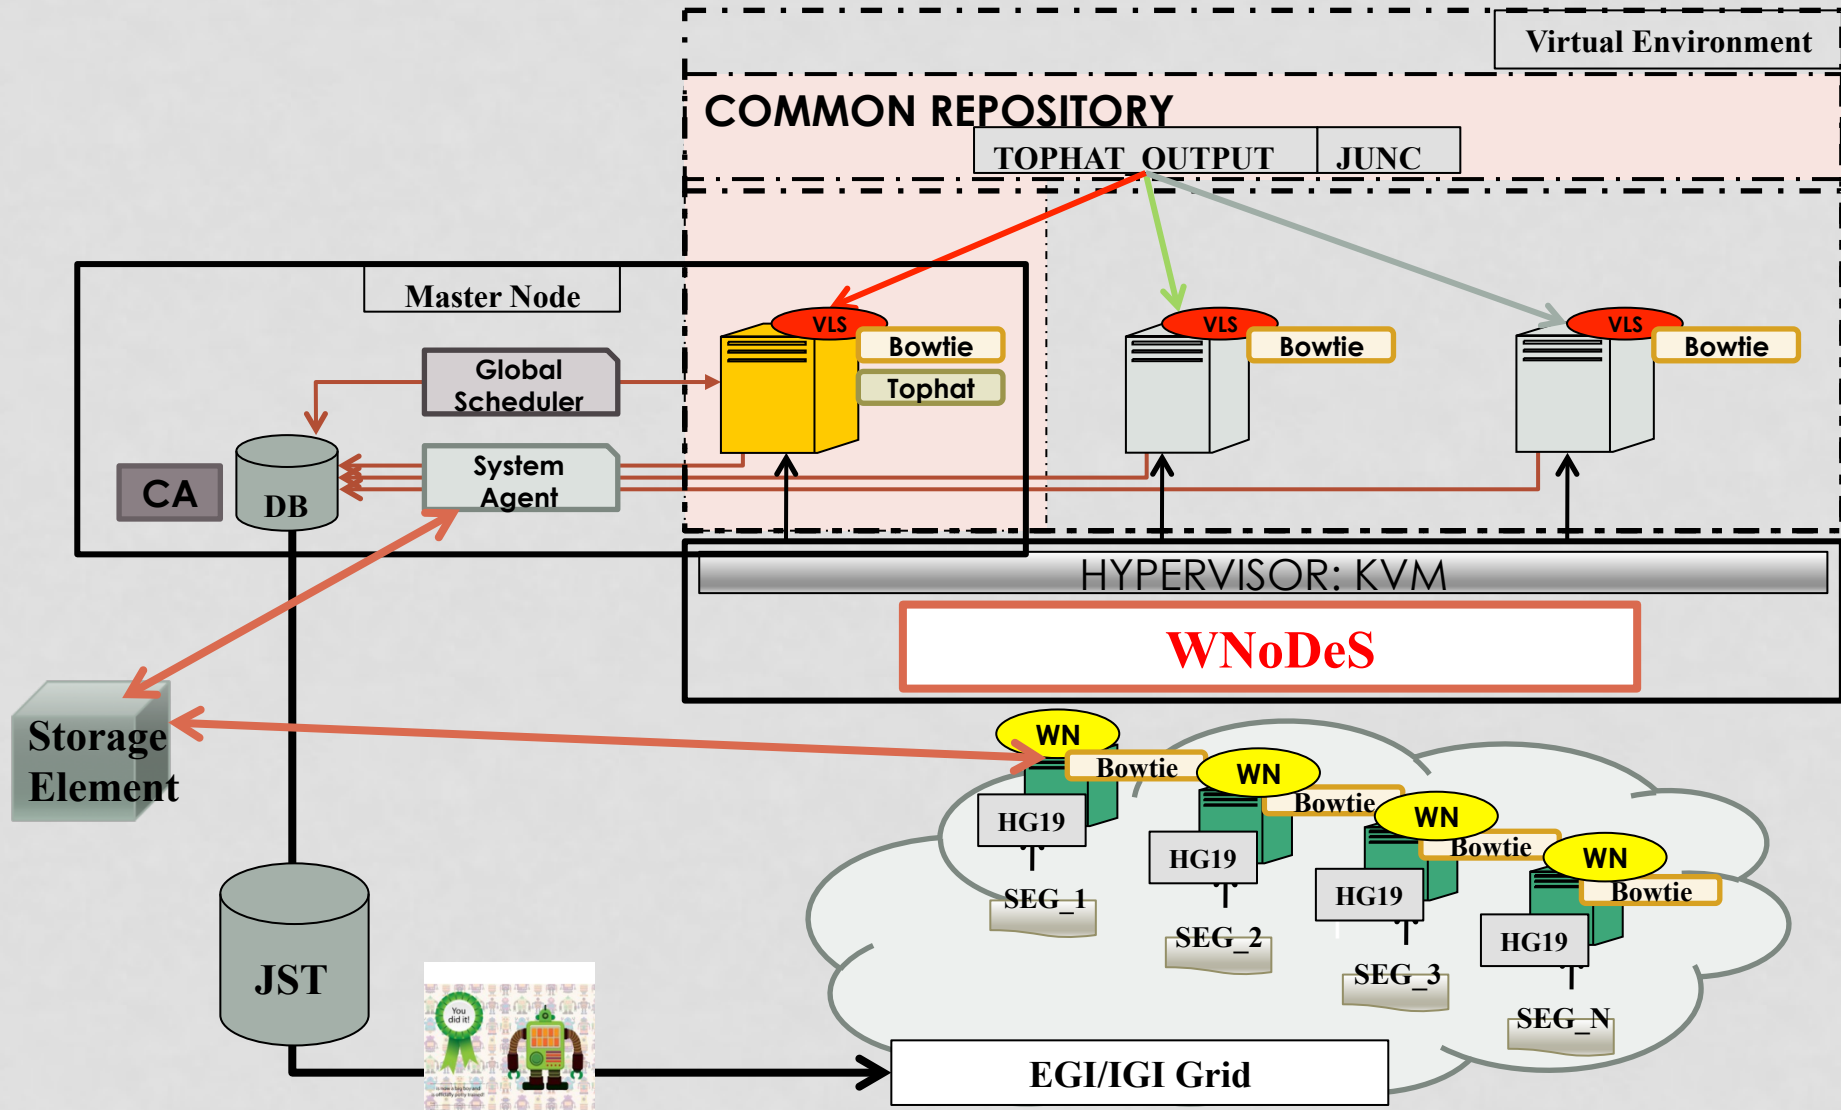 Virtual Environment
COMMON REPOSITORY
TOPHAT_OUTPUT JUNC
Master Node
VLS
Bowtie
Tophat
VLS
Bowtie
VLS
Bowtie
Global
Scheduler
System
Agent
CA
DB
HYPERVISOR: KVM
WNoDeS
Storage
Element
WN
Bowtie
HG19
SEG_1
WN
Bowtie
HG19
SEG_2
WN
Bowtie
HG19
SEG_3
WN
Bowtie
HG19
SEG_N
JST
You
did it!
EGI/IGI Grid